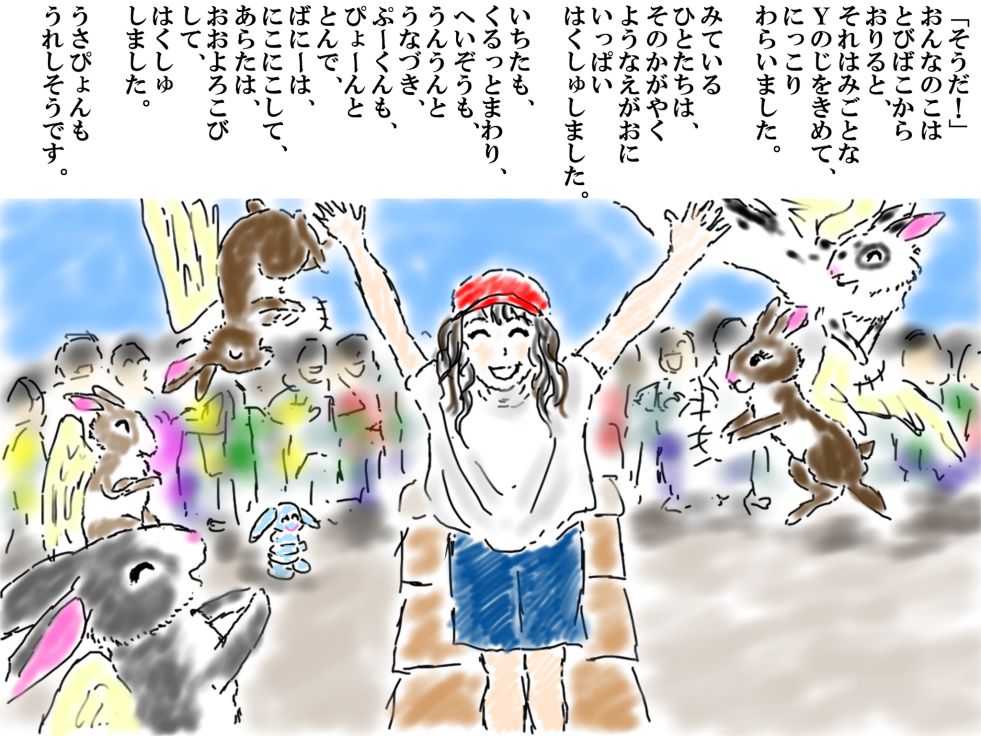 「そうだ！」
おんなのこは
とびばこから
おりると、
それはみごとな
Ｙのじをきめて、
にっこり
わらいました。
みている
ひとたちは、
そのかがやく
ようなえがおに
いっぱい
はくしゅしました。
いちたも、
くるっとまわり、
へいぞうも、
うんうんと
うなづき、
ぷーくんも、
ぴょ―んと
とんで、
ばに―は、
にこにこして、
あらたは、
おおよろこび
して、
はくしゅ
しました。
うさぴょんも
うれしそうです。